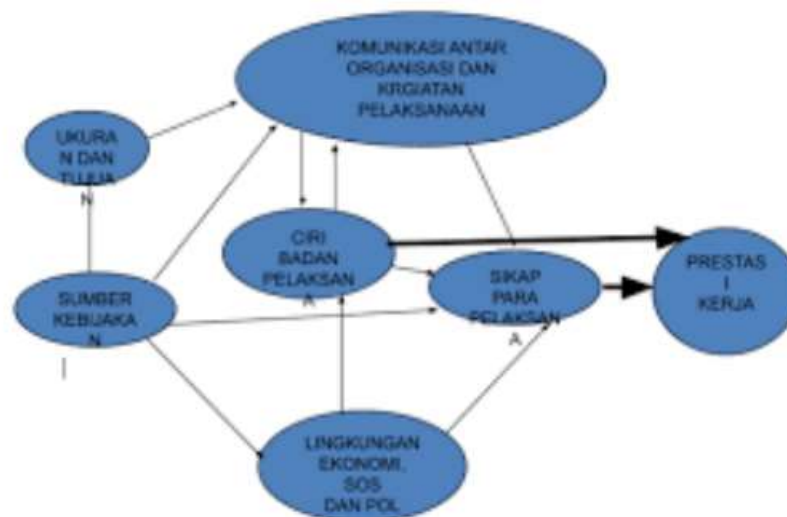 KOMUNIKASI ANTAR
ORGANISASI DAN
KRGIATAN
PELAKSANAAN
UKURA
N DAN
TUJUA
N
CIRI
BADAN
PELAKSAN
A
SIKAP
PARA
PELAKSAN
A
PRESTAS
I
KERJA
SUMBER
KEBIJAKA
N
LINGKUNGAN
EKONOMI,
SOS
DAN POL